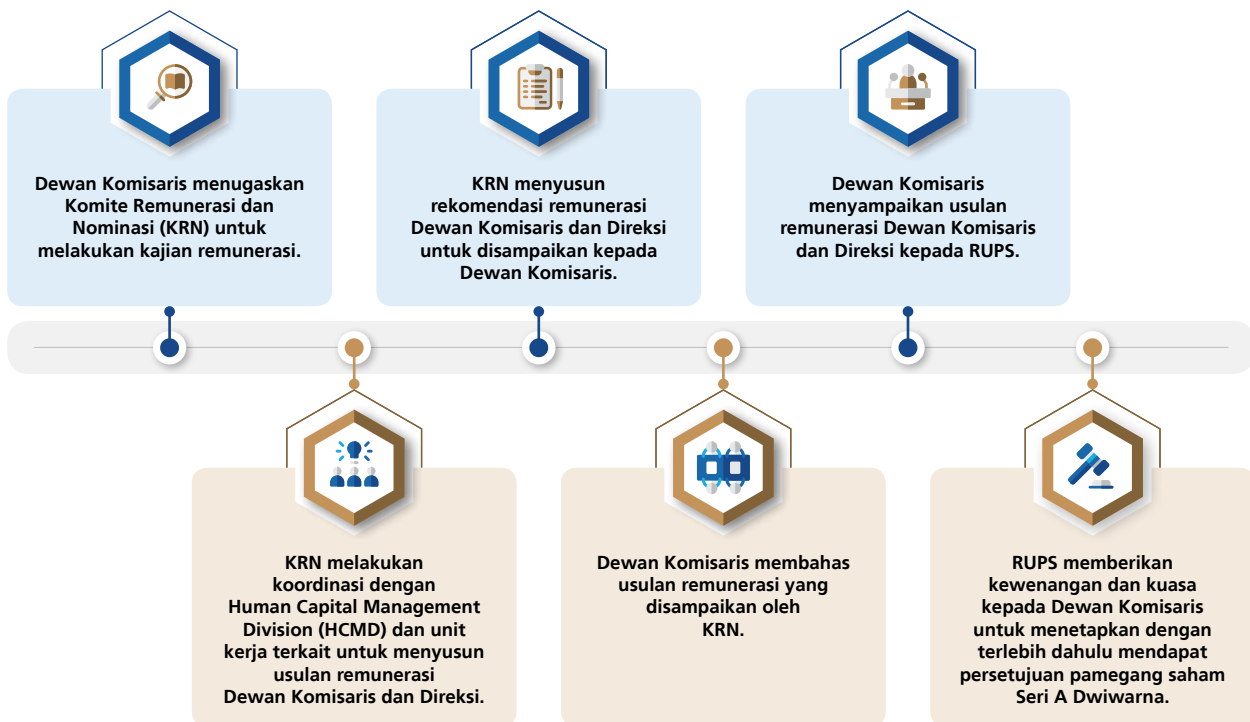 Dewan Komisaris menugaskan
Komite Remunerasi dan
Nominasi (KRN) untuk
melakukan kajian remunerasi.
KRN menyusun
rekomendasi remunerasi
Dewan Komisaris dan Direksi
untuk disampaikan kepada
Dewan Komisaris.
Dewan Komisaris
menyampaikan usulan
remunerasi Dewan Komisaris
dan Direksi kepada RUPS.
KRN melakukan
koordinasi dengan
Human Capital Management
Division (HCMD) dan unit
kerja terkait untuk menyusun
usulan remunerasi
Dewan Komisaris dan Direksi.
Dewan Komisaris membahas
usulan remunerasi yang
disampaikan oleh
KRN.
RUPS memberikan
kewenangan dan kuasa
kepada Dewan Komisaris
untuk menetapkan dengan
terlebih dahulu mendapat
persetujuan pamegang saham
Seri A Dwiwarna.